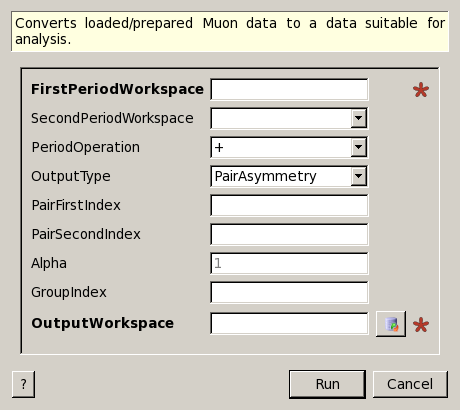 Converts loaded/prepared Muon data to a data suitable for
analysis.
FirstPeriodWorkspace
SecondPeriodWorkspace
PeriodOperation +
OutputType PairAsymmetry
PairFirstIndex
PairSecondIndex
Alpha 1
GroupIndex
OutputWorkspace
? Run Cancel